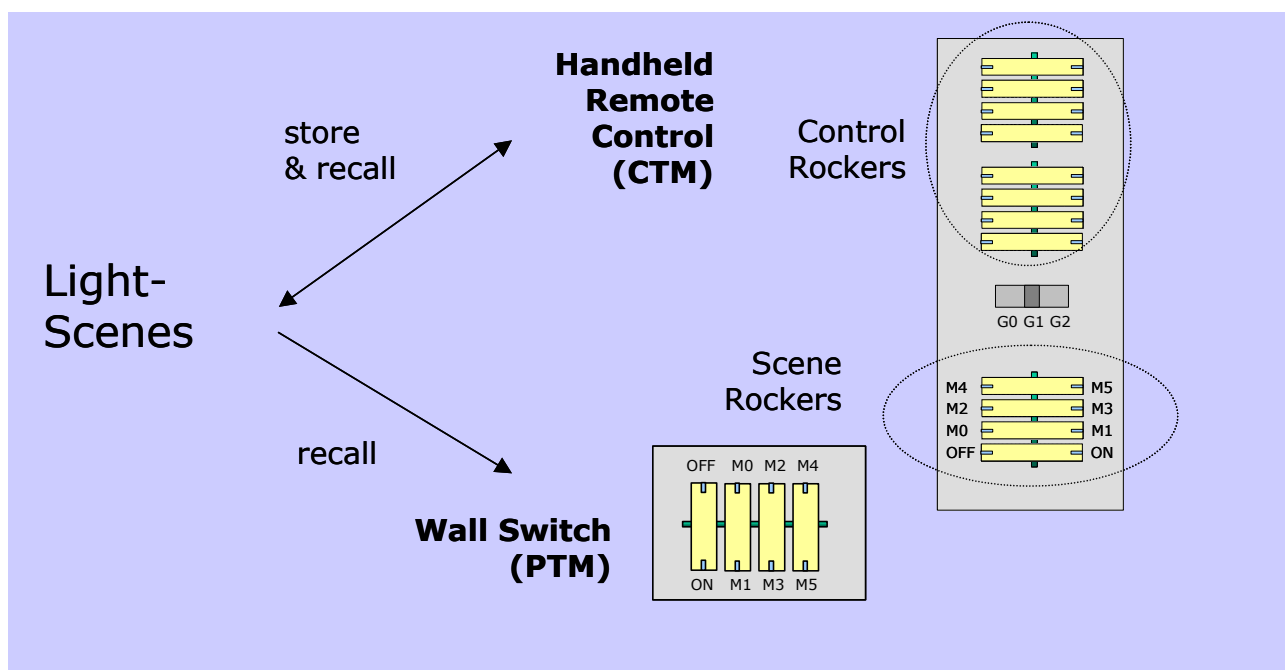 Handheld
Remote
Control
(CTM)
store
& recall
Control
Rockers
Light-
Scenes
G0 G1 G2
Scene
Rockers
M4 M5
M2 M3
M0 M1
OFF ON
recall
OFF M0 M2 M4
Wall Switch
(PTM)
ON M1 M3 M5